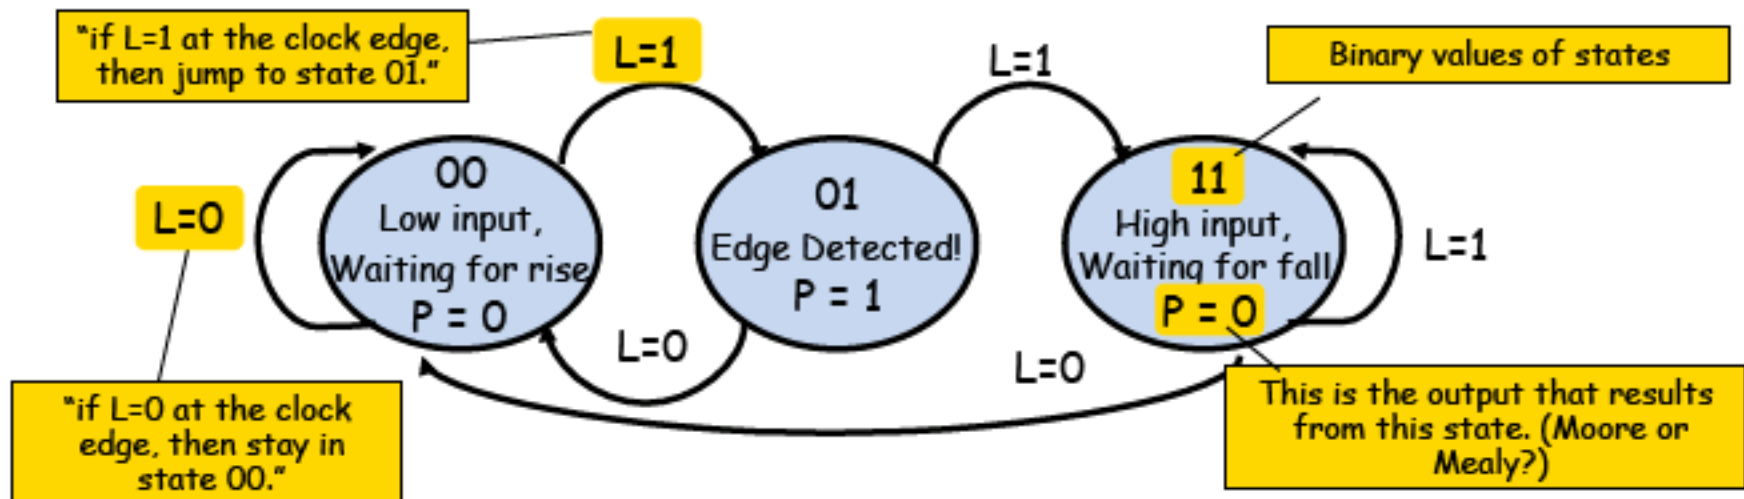 "if L=1 at the clock edge,
then jump to state 01."
L=1
L=1
Binary values of states
L=0
00
Low input,
Waiting for rise
P = 0
01
Edge Detected!
P = 1
11
High input,
Waiting for fall
P = 0
L=1
L=0
L=0
"if L=0 at the clock
edge, then stay in
state 00."
This is the output that results
from this state. (Moore or
Mealy?)